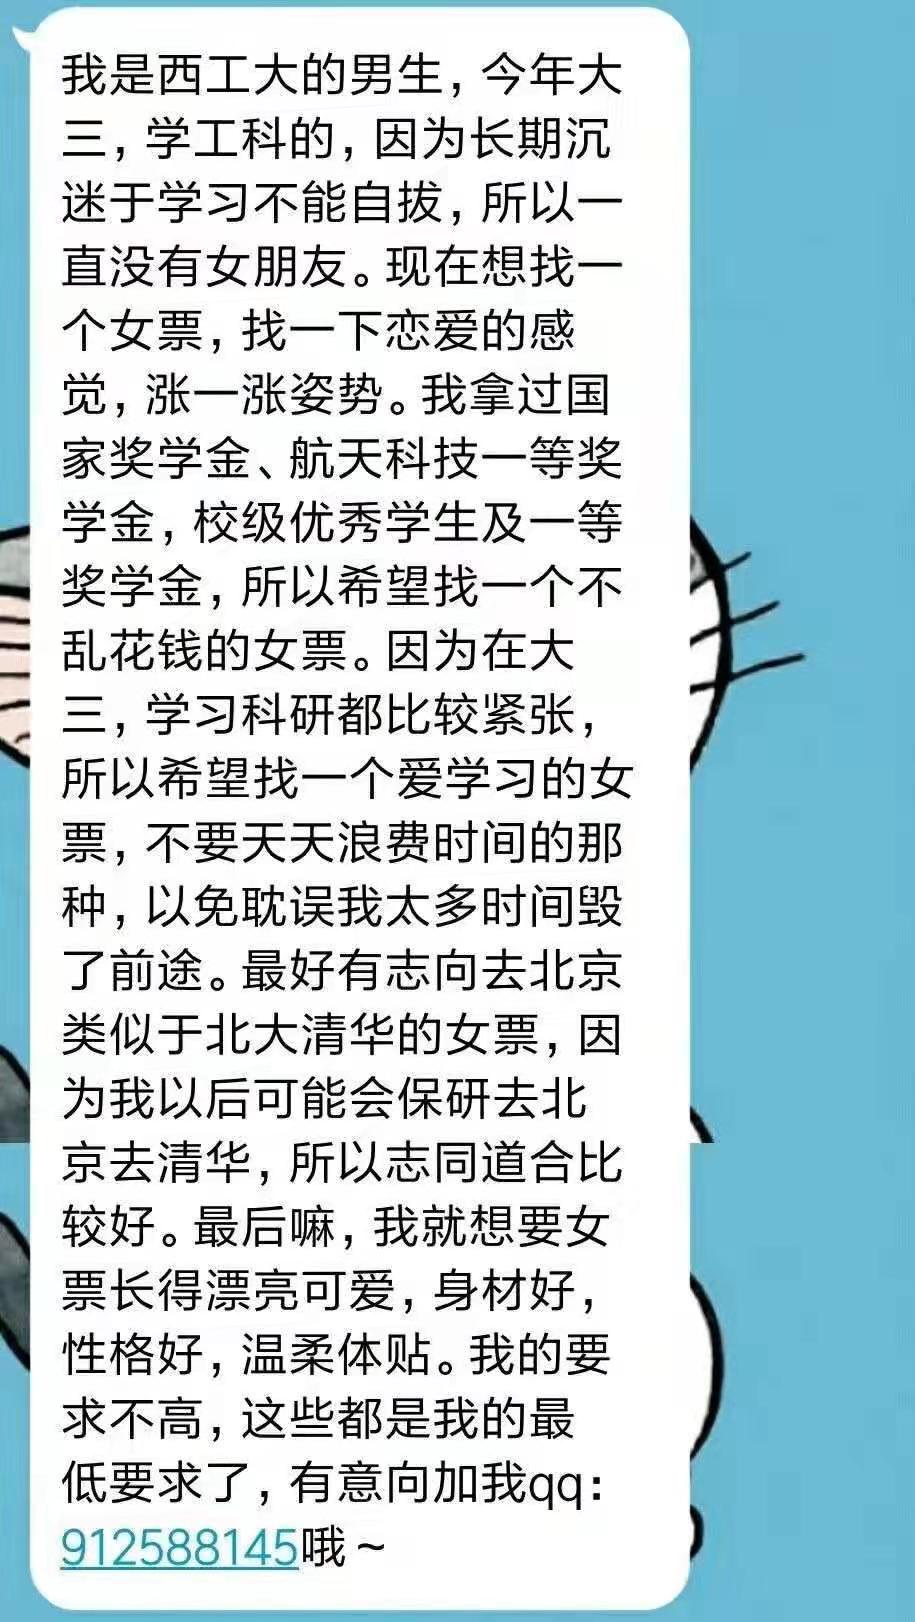 我是西工大的男生，今年大
三，学工科的，因为长期沉
迷于学习不能自拔，所以一
直没有女朋友。现在想找一
个女票，找一下恋爱的感
觉，涨一涨姿势。我拿过国
家奖学金、航天科技一等奖
学金，校级优秀学生及一等
奖学金，所以希望找一个不
乱花钱的女票。因为在大
三，学习科研都比较紧张，
所以希望找一个爱学习的女
票，不要天天浪费时间的那
种，以免耽误我太多时间毁
了前途。最好有志向去北京
类似于北大清华的女票，因
为我以后可能会保研去北
京去清华，所以志同道合比
较好。最后嘛，我就想要女
票长得漂亮可爱，身材好，
性格好，温柔体贴。我的要
求不高，这些都是我的最
低要求了，有意向加我qq：
912588145哦～